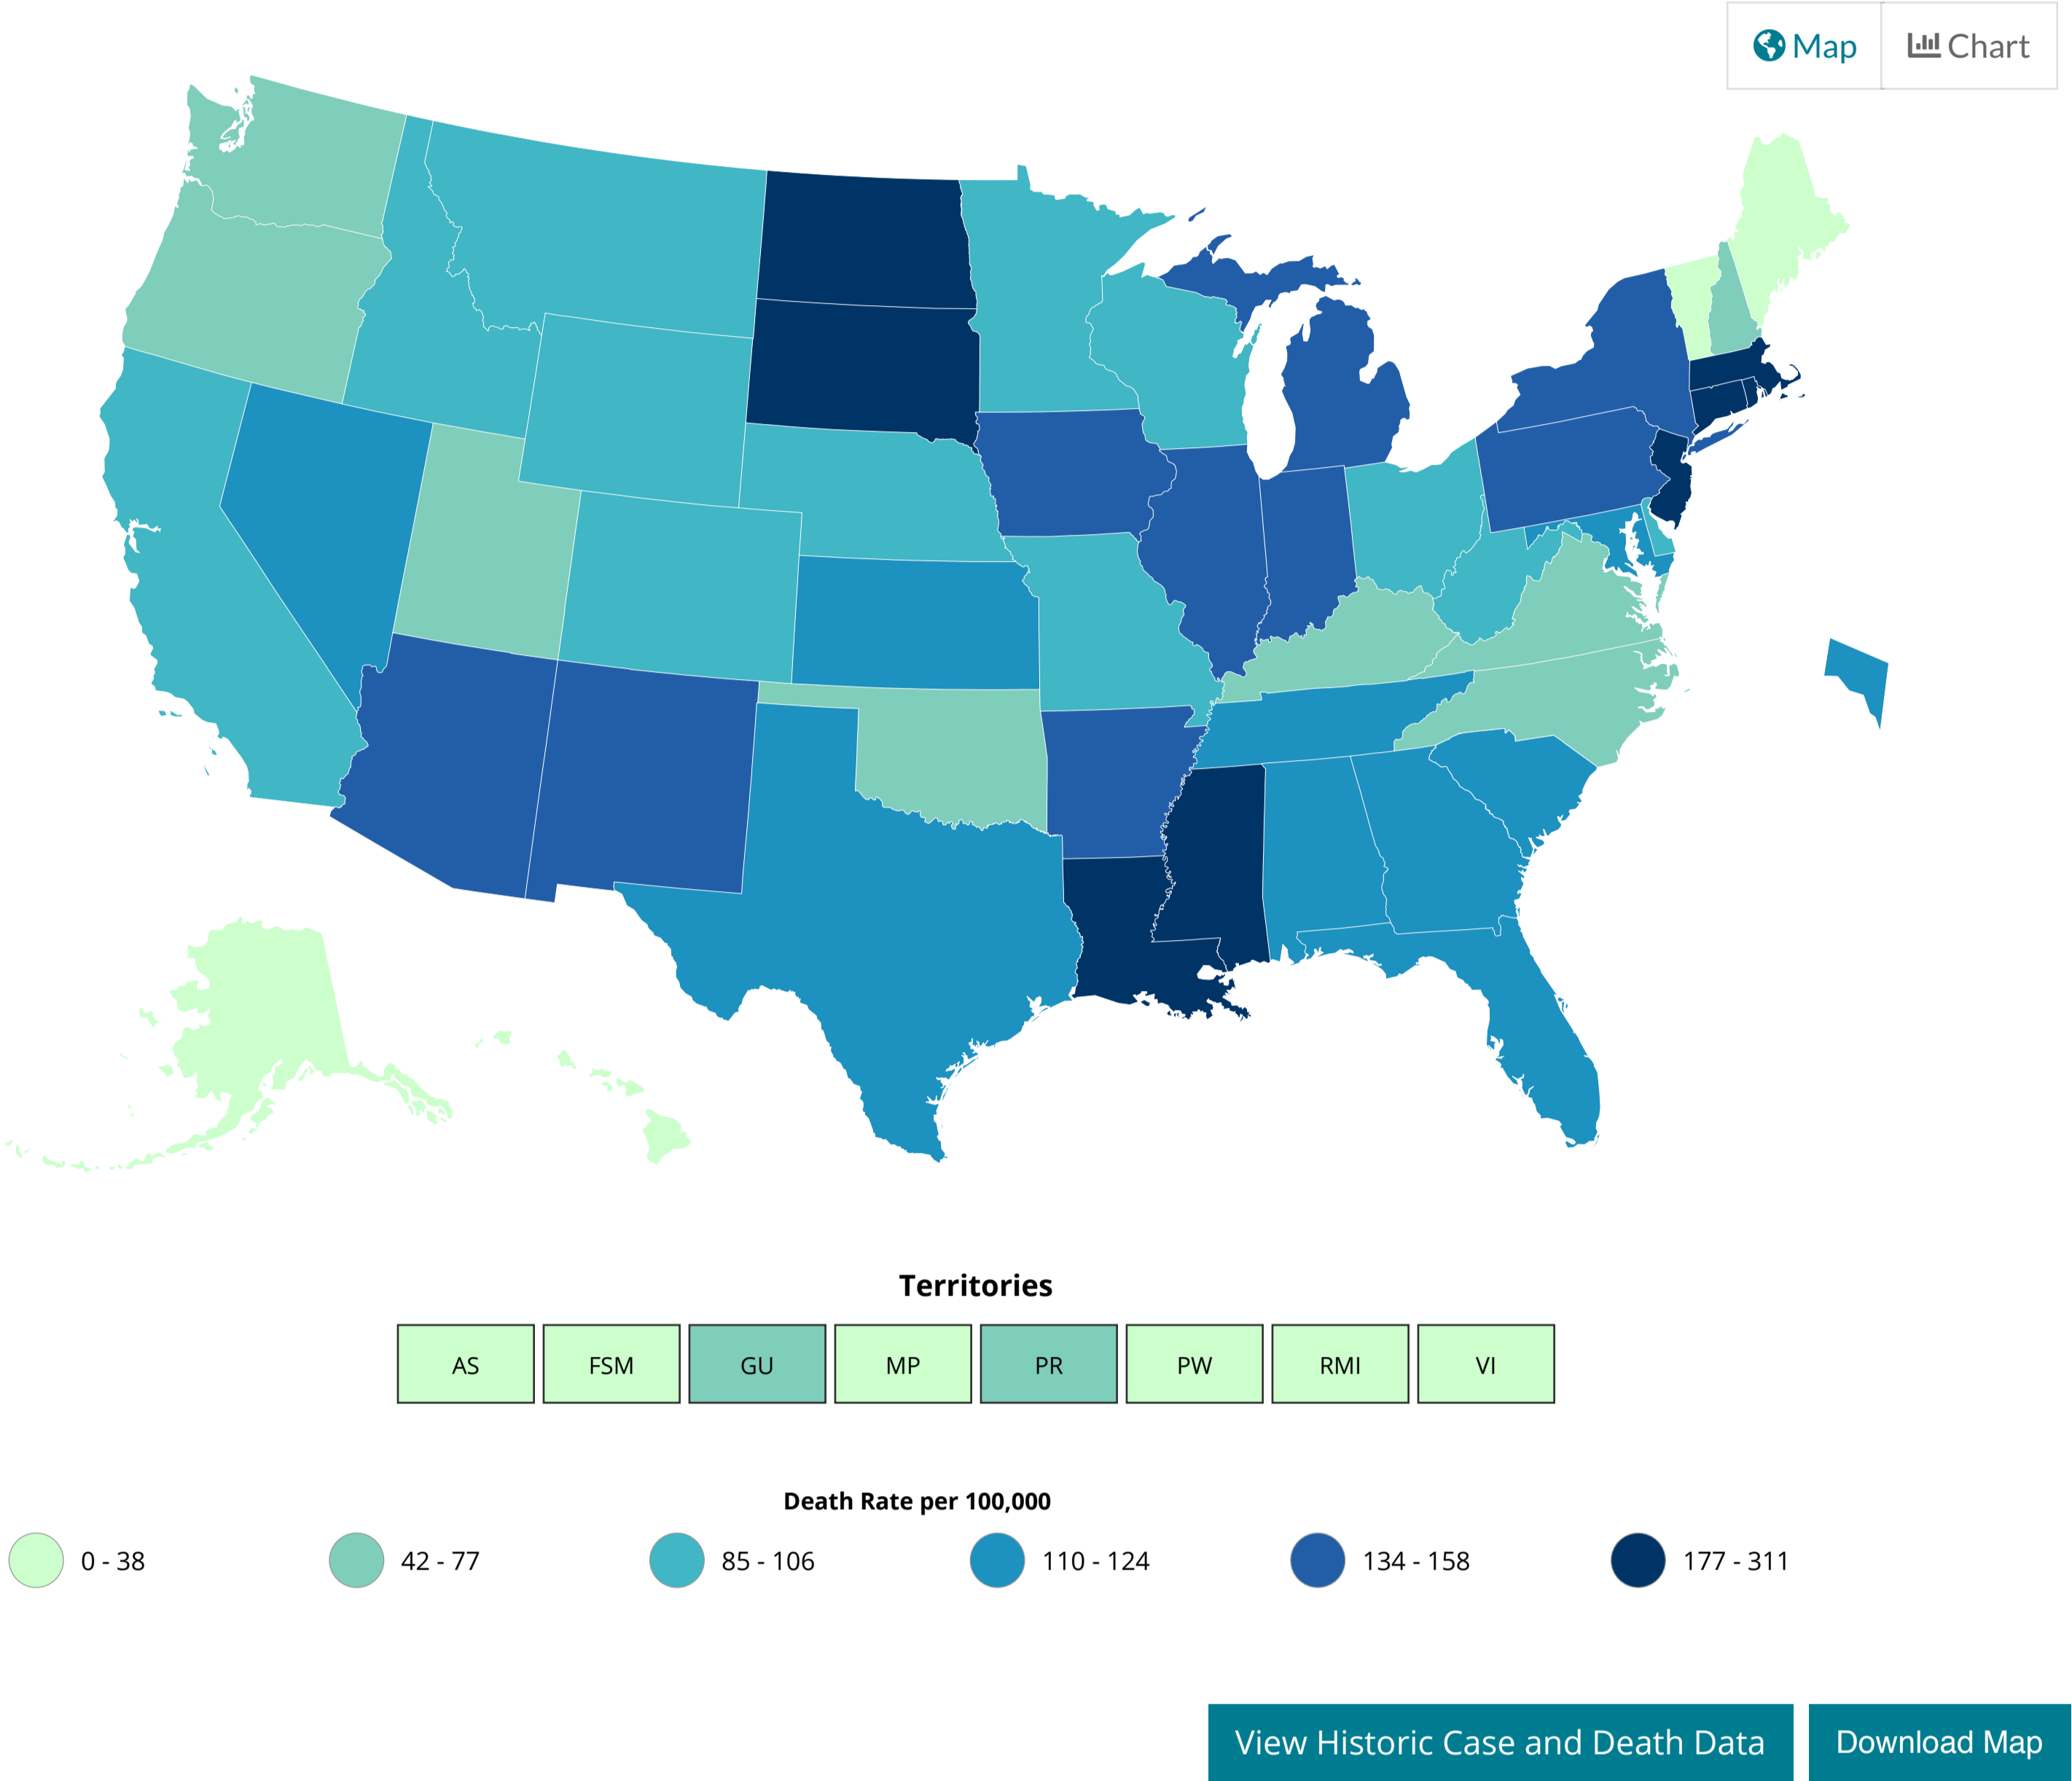 Map Chart
Territories
AS FSM GU MP PR PW RMI VI
Death Rate per 100,000
0 - 38 42 - 77 85 - 106 110 - 124 134 - 158 177 - 311
View Historic Case and Death Data Download Map